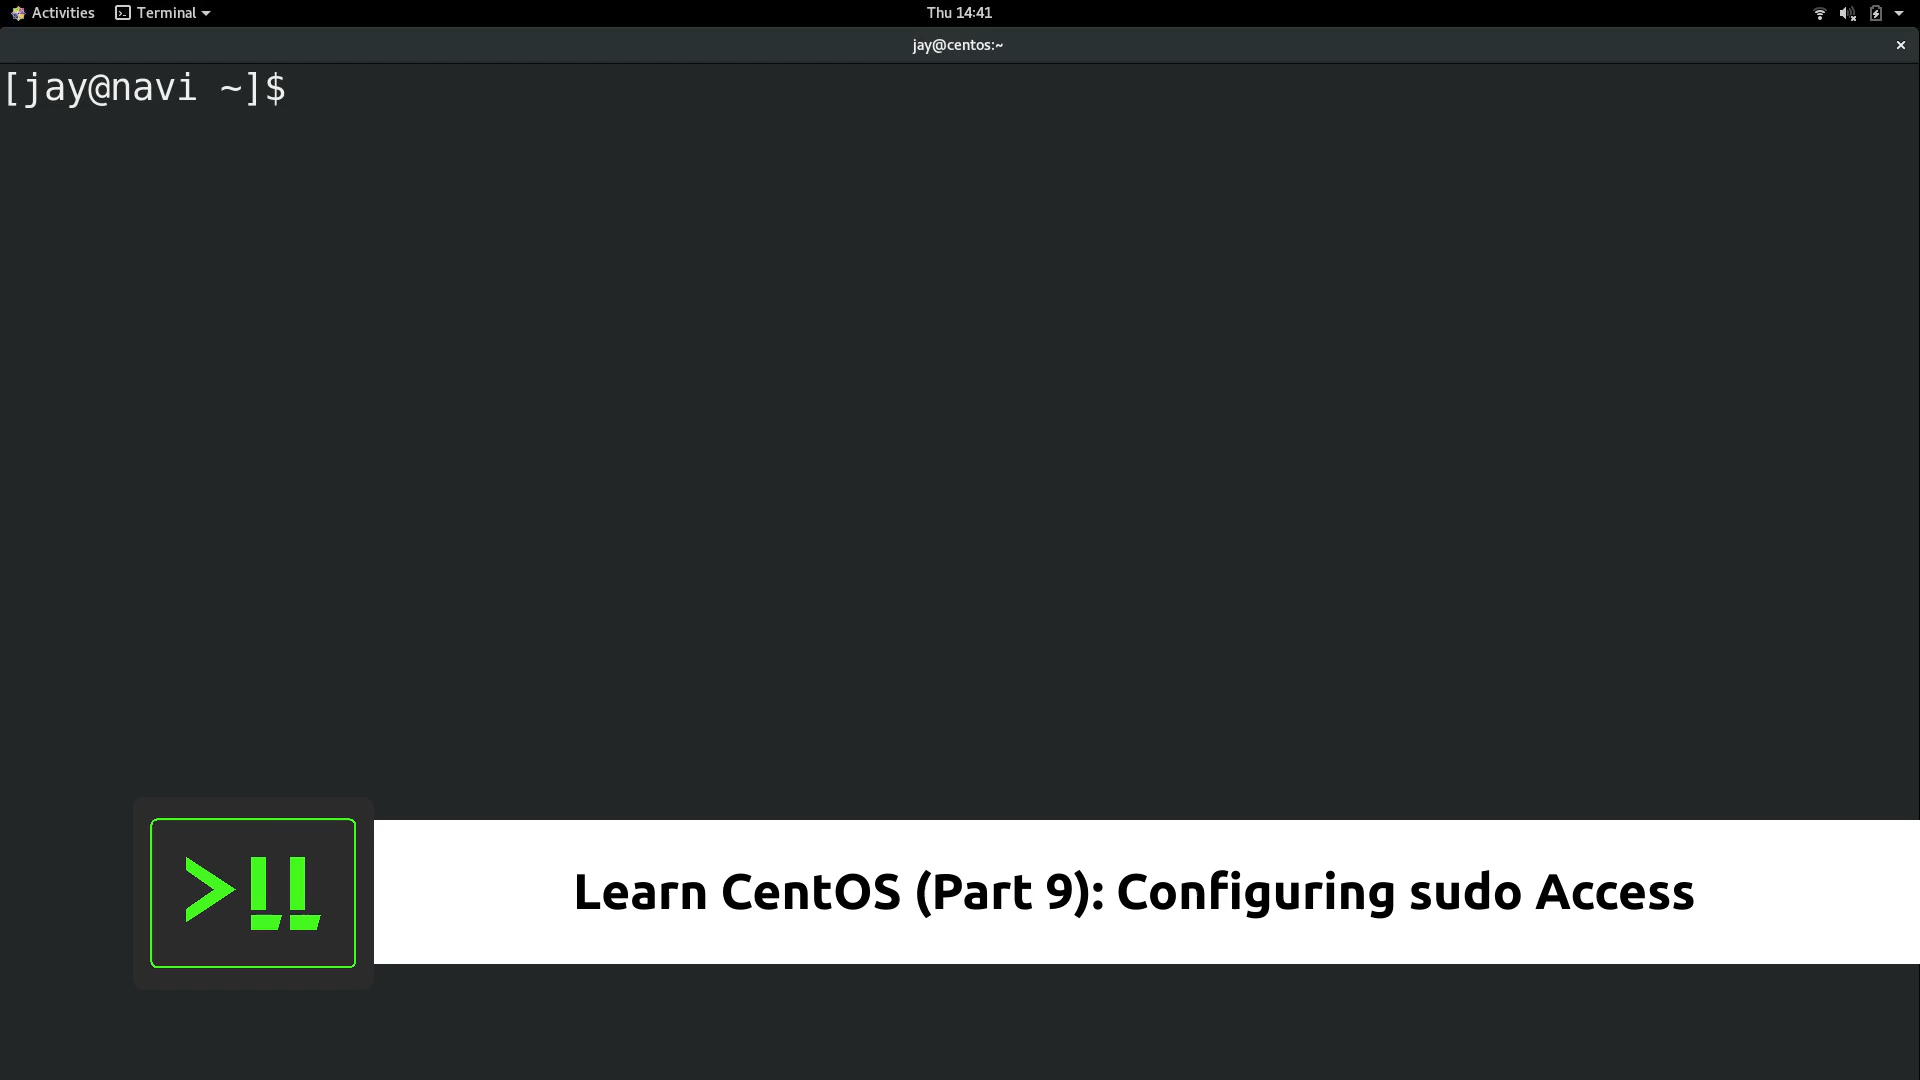 Activities Terminal Thu 14:41
jay@centos:~
[jay@navi ~]$
>!!
Learn CentOS (Part 9): Configuring sudo Access